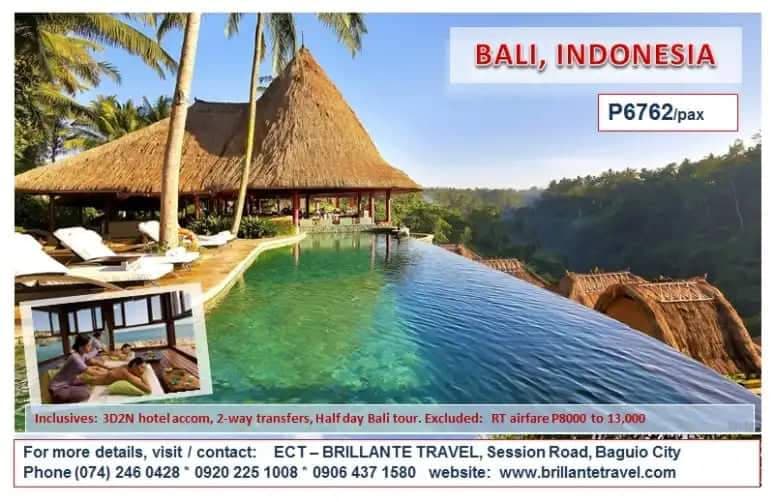 BALI, INDONESIA
P6762/pax
Inclusives: 3D2N hotel accom, 2-way transfers, Half day Bali tour. Excluded: RT airfare P8000 to 13,000
For more details, visit / contact: ECT – BRILLANTE TRAVEL, Session Road, Baguio City
Phone (074) 246 0428 * 0920 225 1008 * 0906 437 1580 website: www.brillantetravel.com